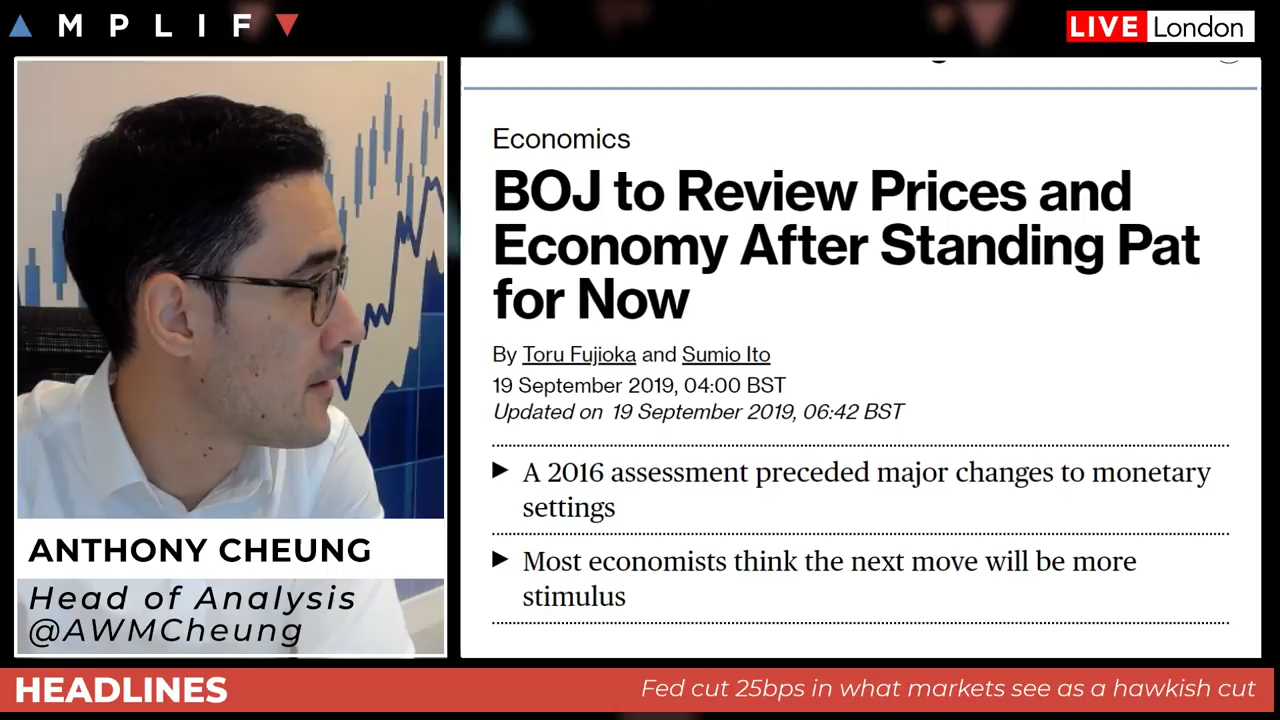 ▲ M P L I F ▼
LIVE London
Economics
BOJ to Review Prices and
Economy After Standing Pat
for Now
By Toru Fujioka and Sumio Ito
19 September 2019, 04:00 BST
Updated on 19 September 2019, 06:42 BST
A 2016 assessment preceded major changes to monetary
settings
Most economists think the next move will be more
stimulus
ANTHONY CHEUNG
Head of Analysis
@AWMCheung
HEADLINES
Fed cut 25bps in what markets see as a hawkish cut